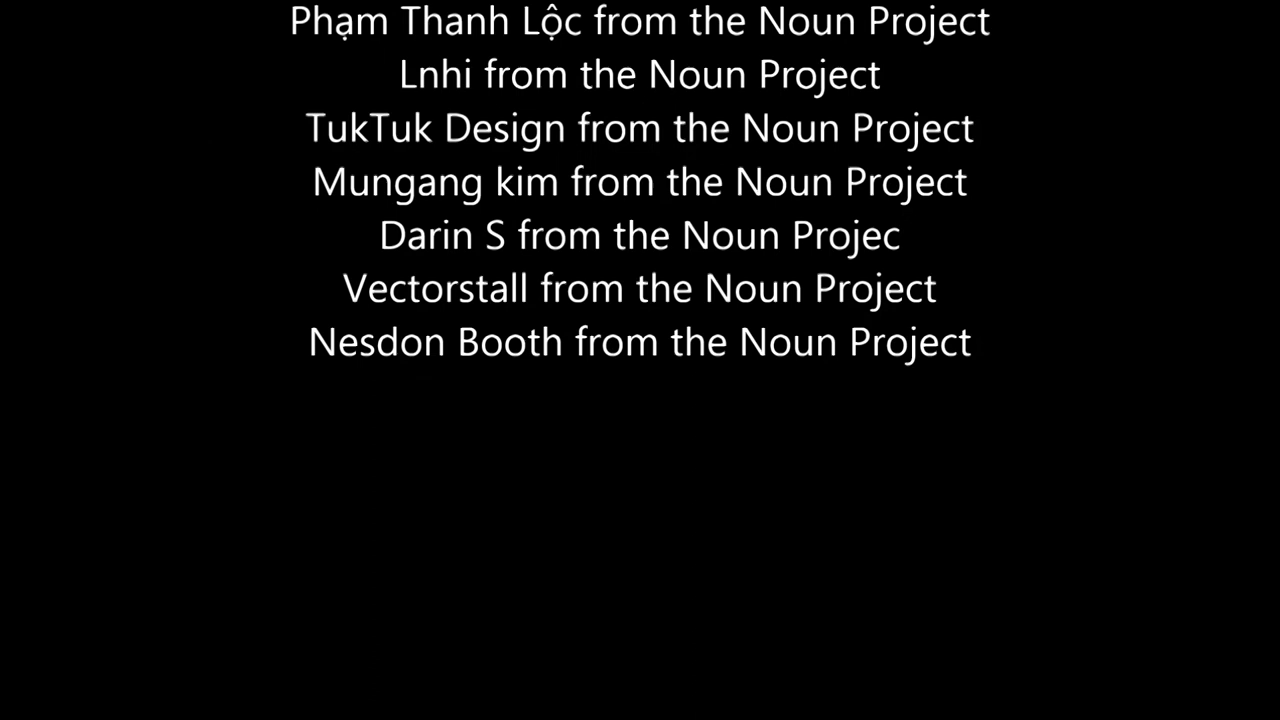 Phạm Thanh Lộc from the Noun Project
Lnhi from the Noun Project
TukTuk Design from the Noun Project
Mungang kim from the Noun Project
Darin S from the Noun Projec
Vectorstall from the Noun Project
Nesdon Booth from the Noun Project